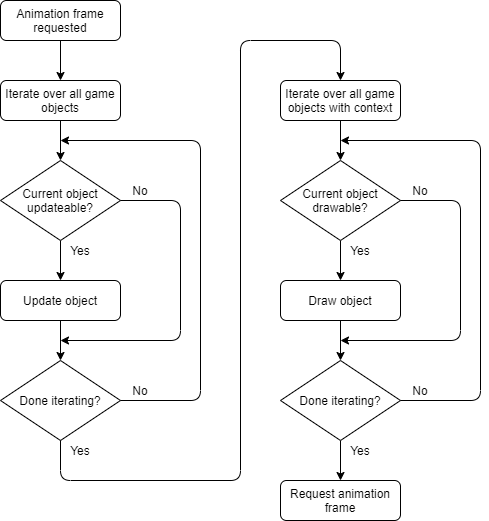 Animation frame
requested
Iterate over all game
objects
Current object
updateable?
No
Yes
Update object
Done iterating?
No
Yes
Iterate over all game
objects with context
Current object
drawable?
No
Yes
Draw object
Done iterating?
No
Yes
Request animation
frame